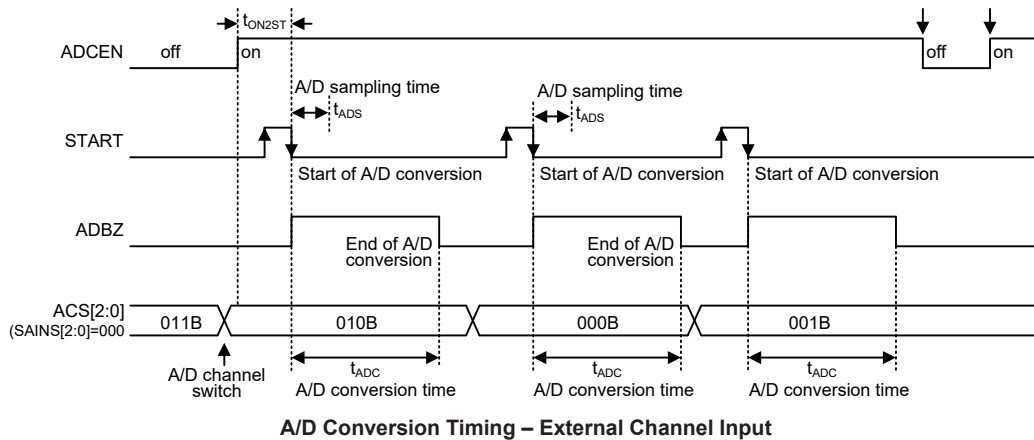 tON2ST
ADCEN off on off on
A/D sampling time A/D sampling time
tADS tADS
START
Start of A/D conversion Start of A/D conversion Start of A/D conversion
ADBZ
End of A/D conversion End of A/D conversion
ACS[2:0]
(SAINS[2:0]=000 011B 010B 000B 001B
A/D channel
switch
tADC tADC tADC
A/D conversion time A/D conversion time A/D conversion time
A/D Conversion Timing – External Channel Input